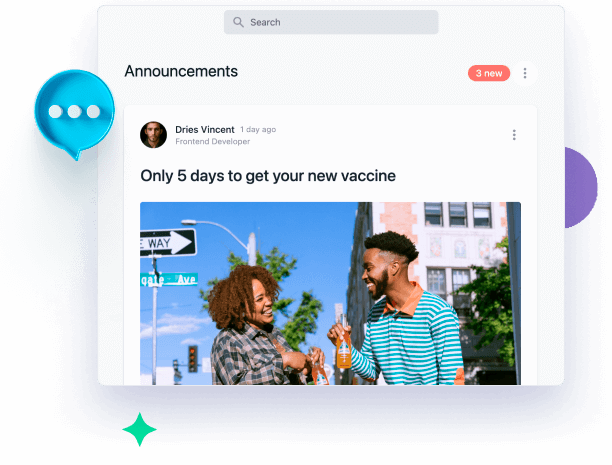 Search
Announcements
3 new
Dries Vincent 1 day ago
Frontend Developer
Only 5 days to get your new vaccine
WAY
gate Ave